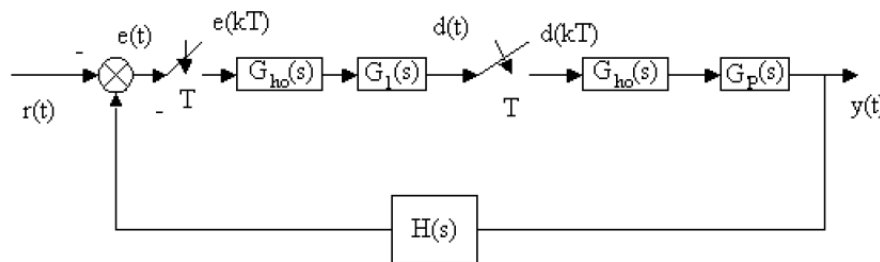 -
e(t)
e(kT)
d(t)
d(kT)
G_ho(s)
G_1(s)
G_ho(s)
G_P(s)
r(t)
-
T
T
y(t)
H(s)